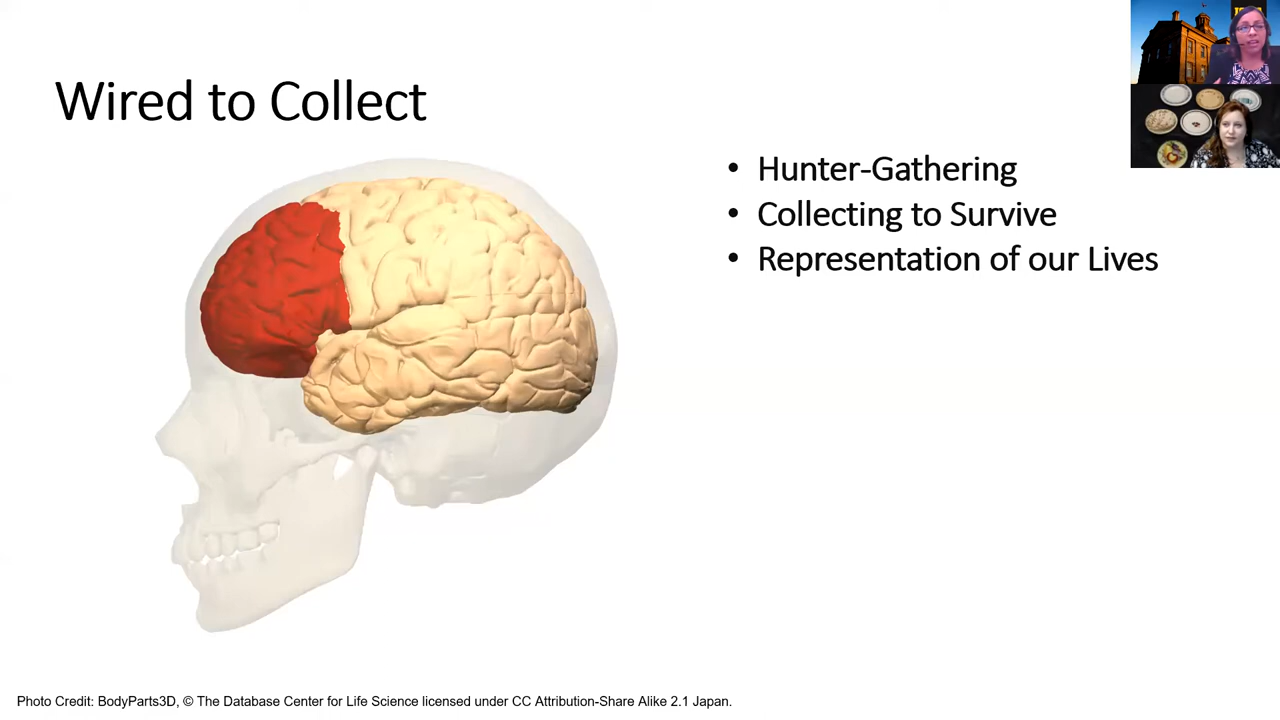 Wired to Collect
• Hunter-Gathering
• Collecting to Survive
• Representation of our Lives
Photo Credit: BodyParts3D, © The Database Center for Life Science licensed under CC Attribution-Share Alike 2.1 Japan.